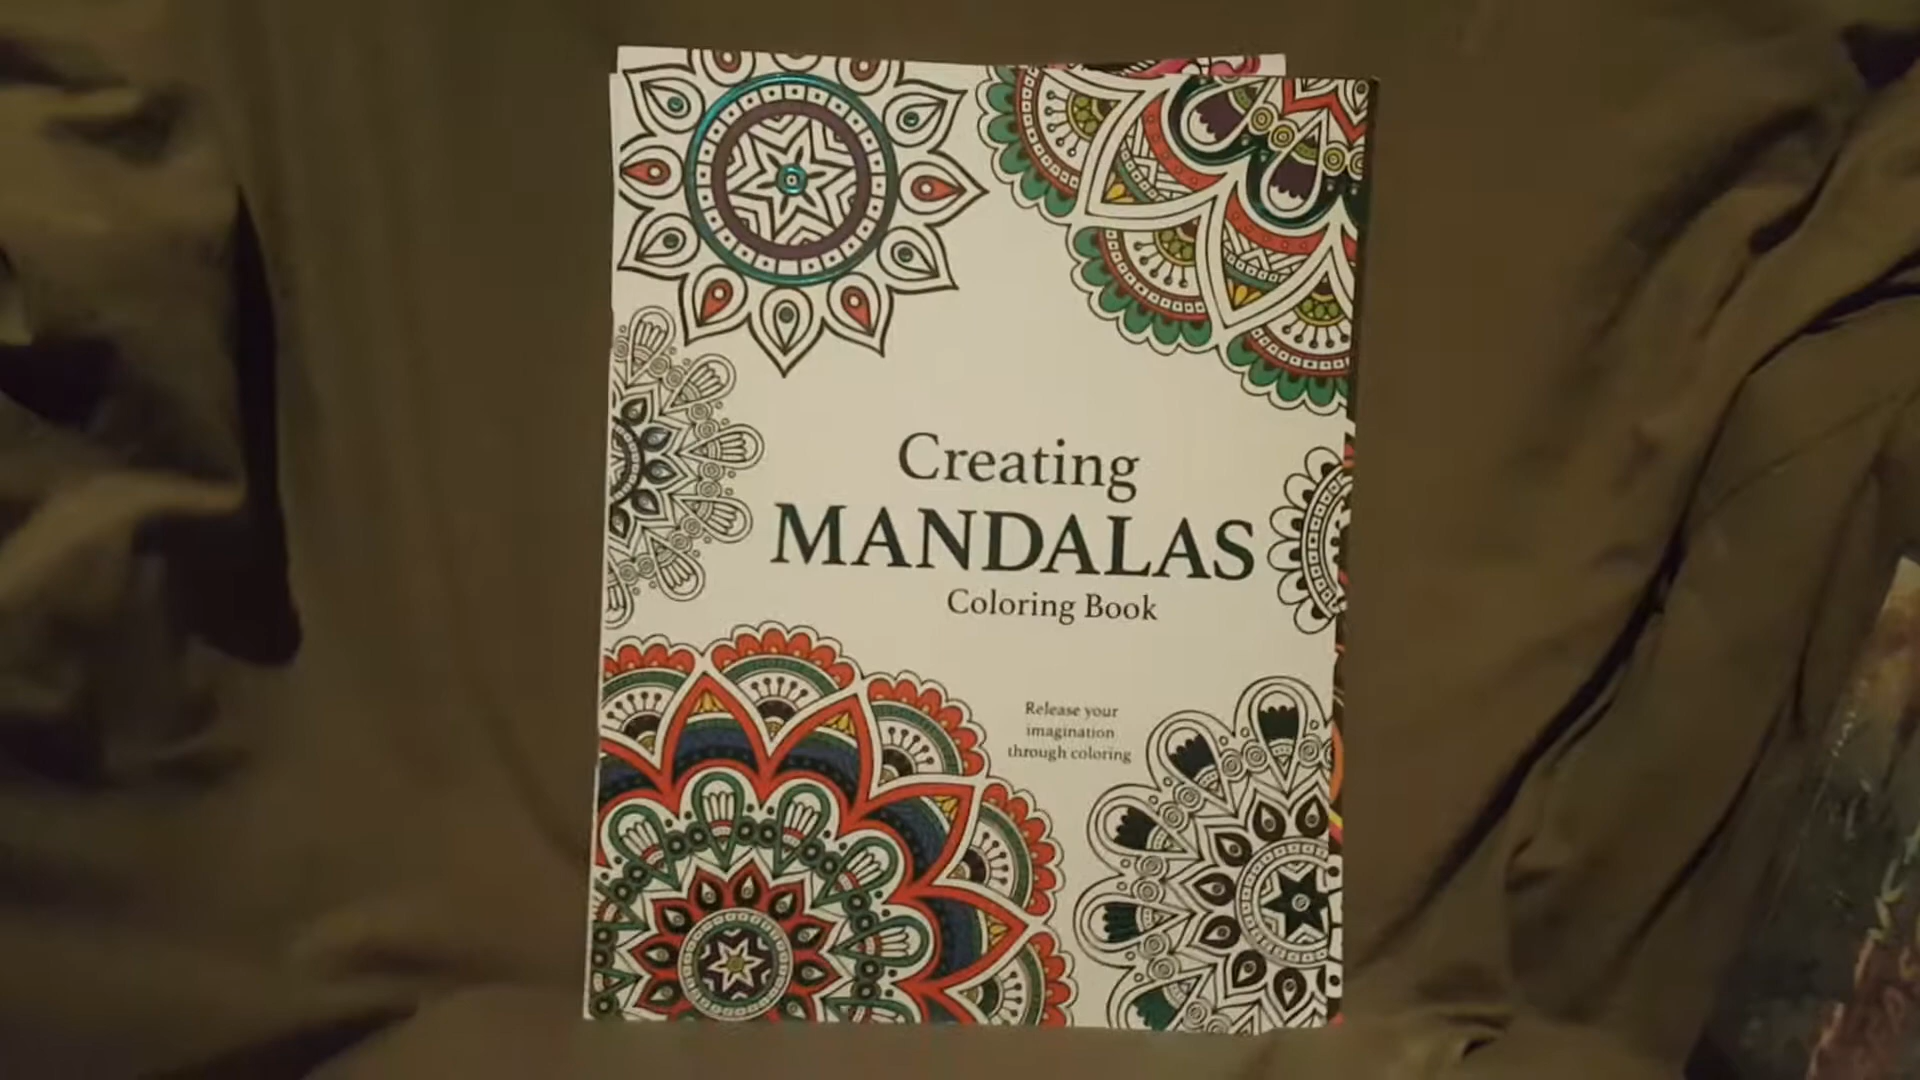 Creating
MANDALAS
Coloring Book
Release your
imagination
through coloring